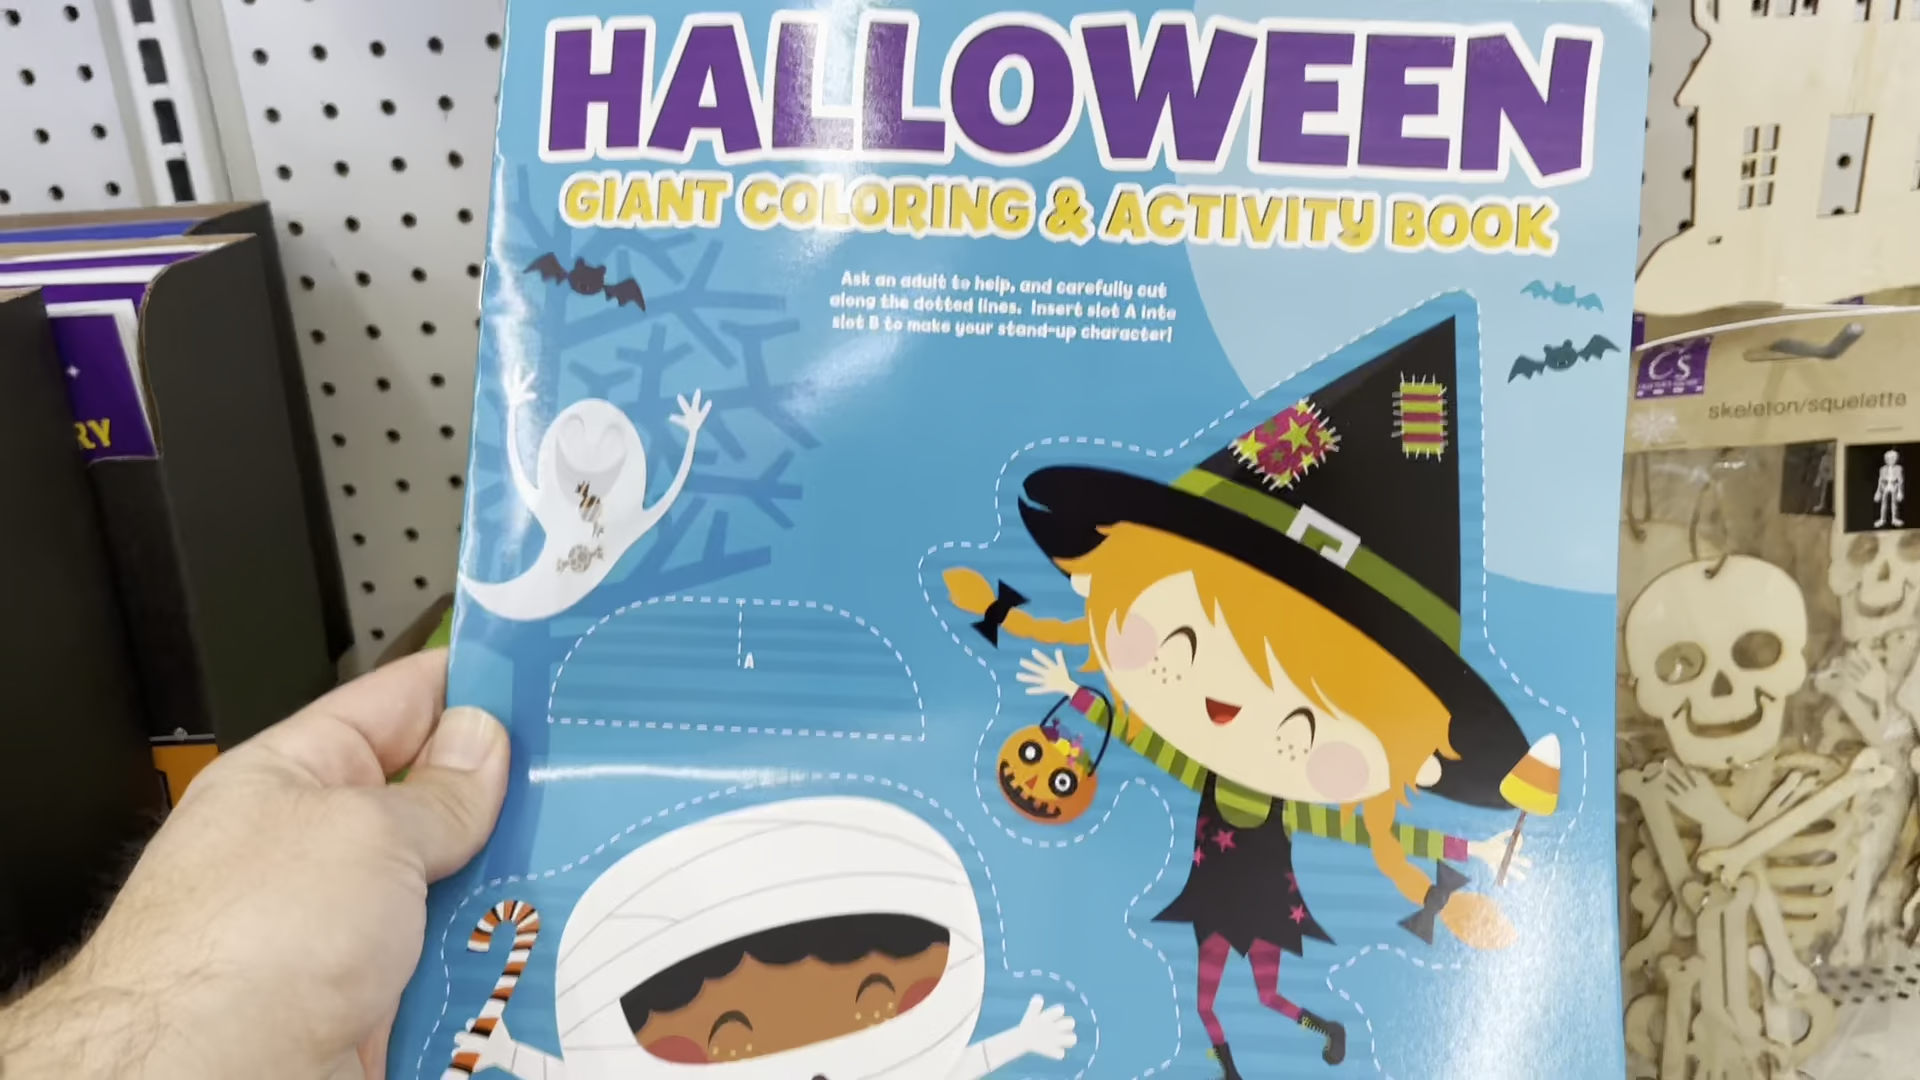 HALLOWEEN
GIANT COLORING & ACTIVITY BOOK
Ask an adult to help, and carefully cut
along the dotted lines. Insert slot A into
slot B to make your stand-up character!
A
RY
CS
skeleton/squelette